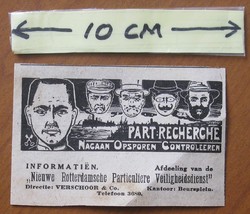 10 CM
PART-RECHERCHE
NAGAAN OPSPOREN CONTROLEEREN
INFORMATIËN. Afdeeling van de
„Nieuwe Rotterdamsche Particuliere Veiligheidsdienst"
Directie: VERSCHOOR & Co. Kantoor: Beursplein.
Telefoon 3080.